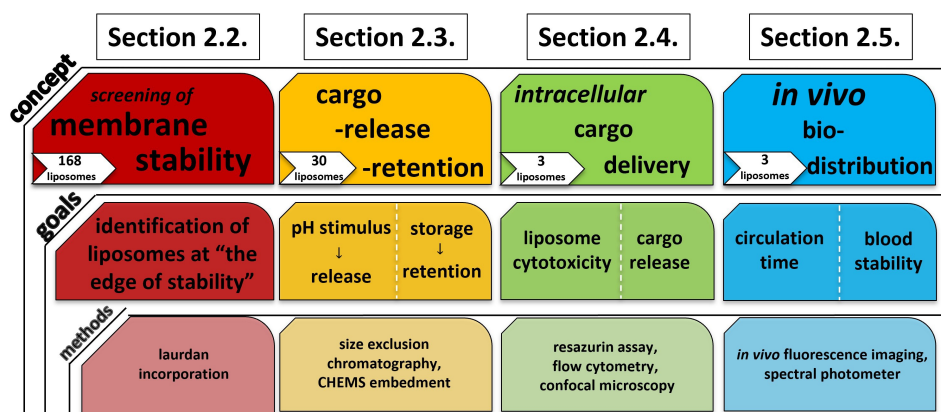 Section 2.2.
Section 2.3.
Section 2.4.
Section 2.5.
concept
screening of
membrane
stability
168
liposomes
cargo
-release
-retention
30
liposomes
intracellular
cargo
delivery
3
liposomes
in vivo
bio-
distribution
3
liposomes
goals
identification of
liposomes at “the
edge of stability”
pH stimulus
↓
release
storage
↓
retention
liposome
cytotoxicity
cargo
release
circulation
time
blood
stability
methods
laurdan
incorporation
size exclusion
chromatography,
CHEMS embedment
resazurin assay,
flow cytometry,
confocal microscopy
in vivo fluorescence imaging,
spectral photometer